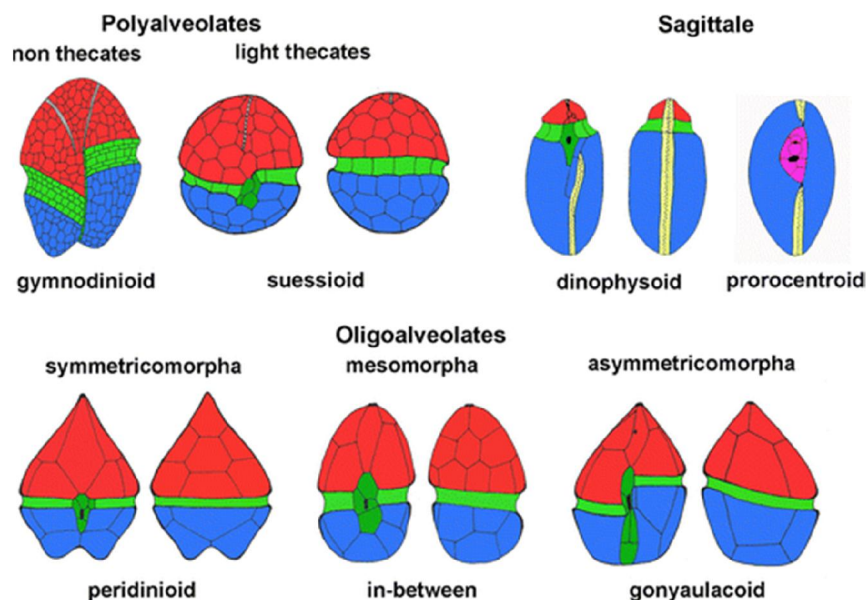 Polyalveolates
Sagittale
non thecates
light thecates
gymnodinioid
suessioid
dinophysoid
prorocentroid
Oligoalveolates
symmetricomorpha
mesomorpha
asymmetricomorpha
peridinioid
in-between
gonyaulacoid